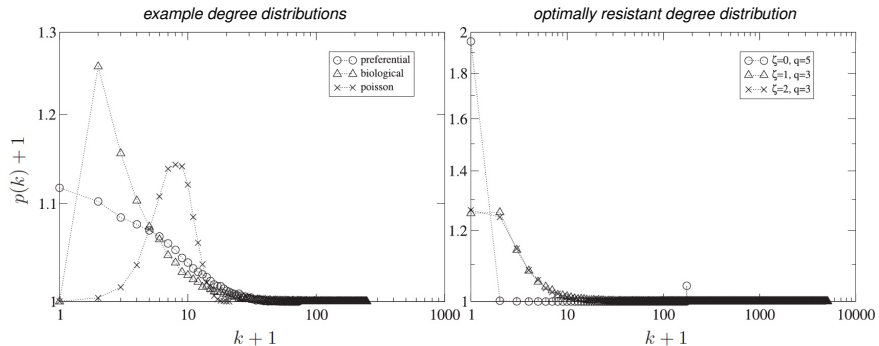 example degree distributions
optimally resistant degree distribution
1.3
1.2
1.1
1
p(k) + 1
preferential
biological
poisson
1 10 100 1000
k + 1
2
1.8
1.6
1.4
1.2
1
ζ=0, q=5
ζ=1, q=3
ζ=2, q=3
1 10 100 1000 10000
k + 1